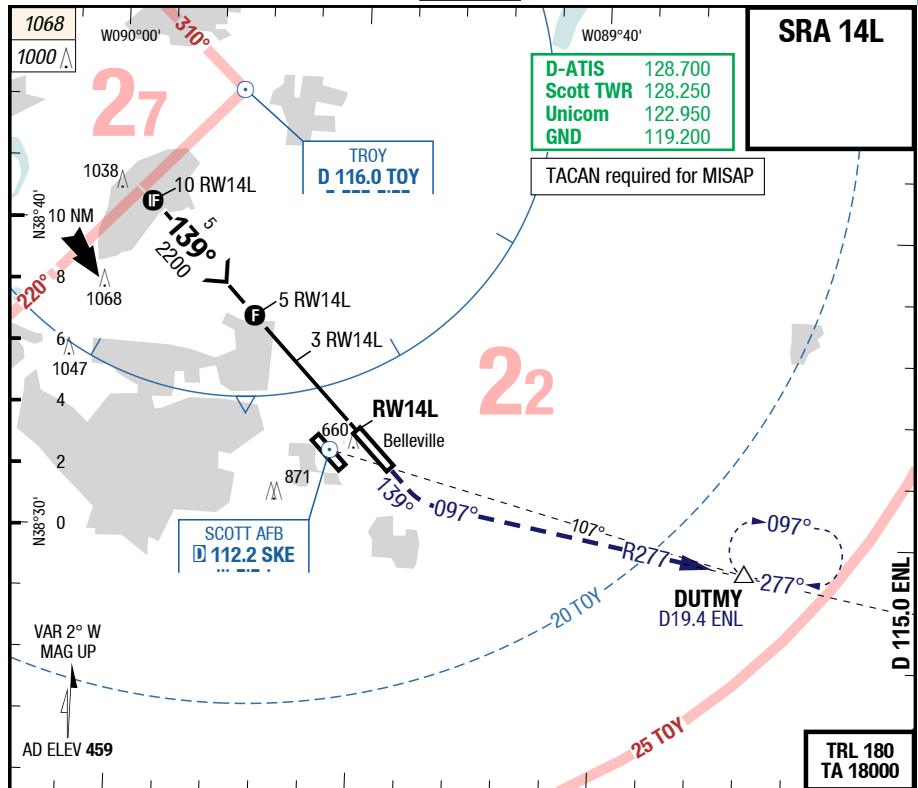 1068
1000
W090°00'
W089°40'
SRA 14L
D-ATIS 128.700
Scott TWR 128.250
Unicom 122.950
GND 119.200
TACAN required for MISAP
310°
27
TROY
D 116.0 TOY
1038
10 RW14L
IF
N38°40'
10 NM
5
139°
2200
1068
220°
8
F
5 RW14L
3 RW14L
6
1047
22
4
RW14L
660
Belleville
2
871
139°
097°
107°
R277
097°
277°
N38°30'
0
SCOTT AFB
D 112.2 SKE
DUTMY
D19.4 ENL
D 115.0 ENL
20 TOY
VAR 2° W
MAG UP
25 TOY
AD ELEV 459
TRL 180
TA 18000